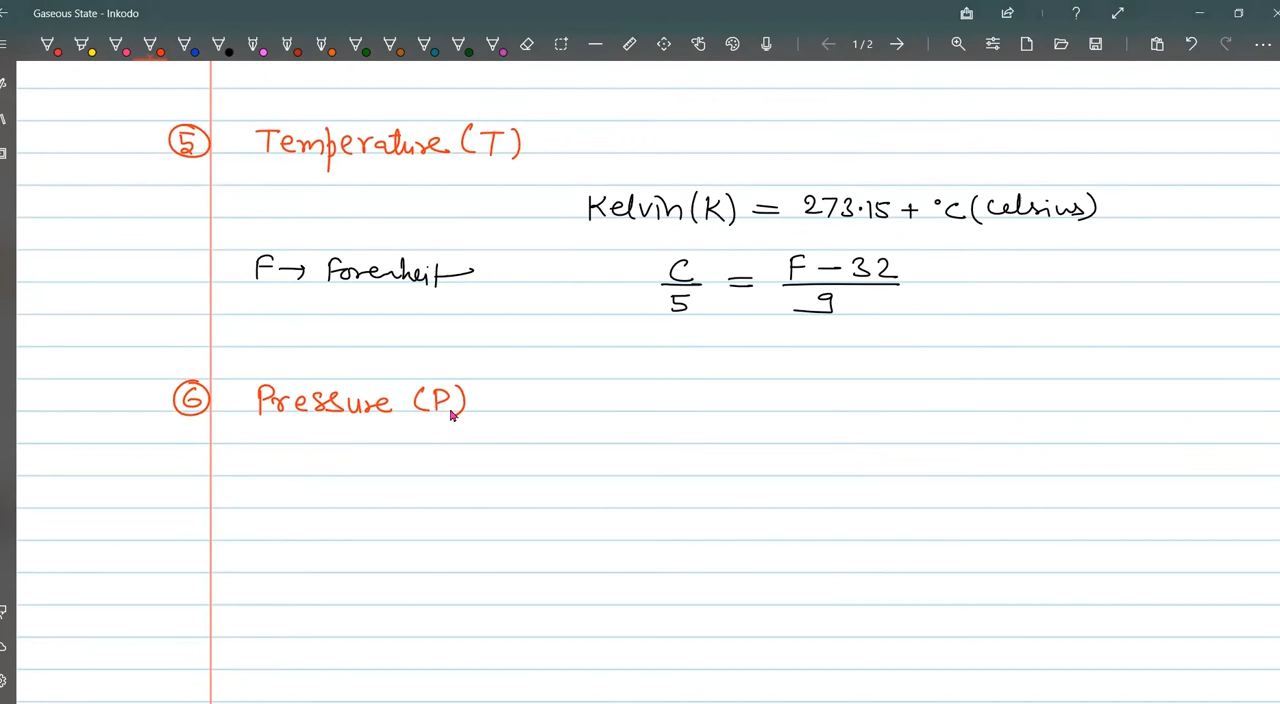 Gaseous State - Inkodo
1/2
5 Temperature (T)
Kelvin (K) = 273.15 + °C (Celsius)
F → Forenheit
C/5 = F - 32/9
6 Pressure (P)